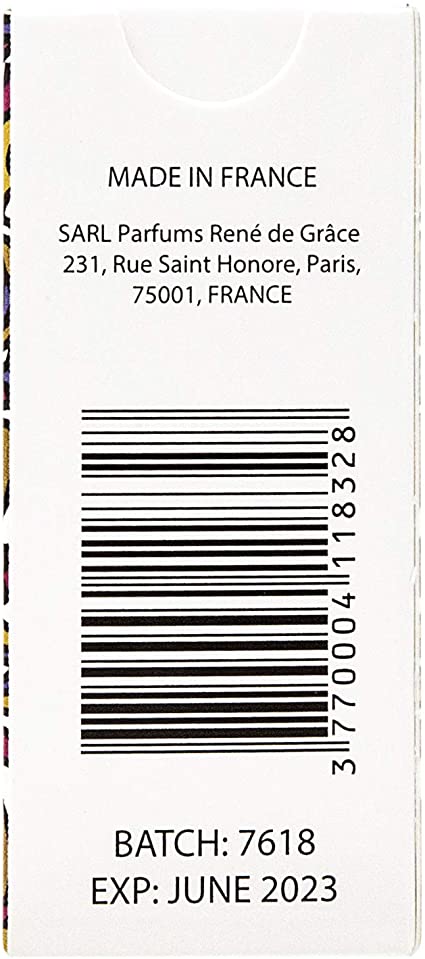 MADE IN FRANCE
SARL Parfums René de Grâce
231, Rue Saint Honore, Paris,
75001, FRANCE
3 770004 118328
BATCH: 7618
EXP: JUNE 2023